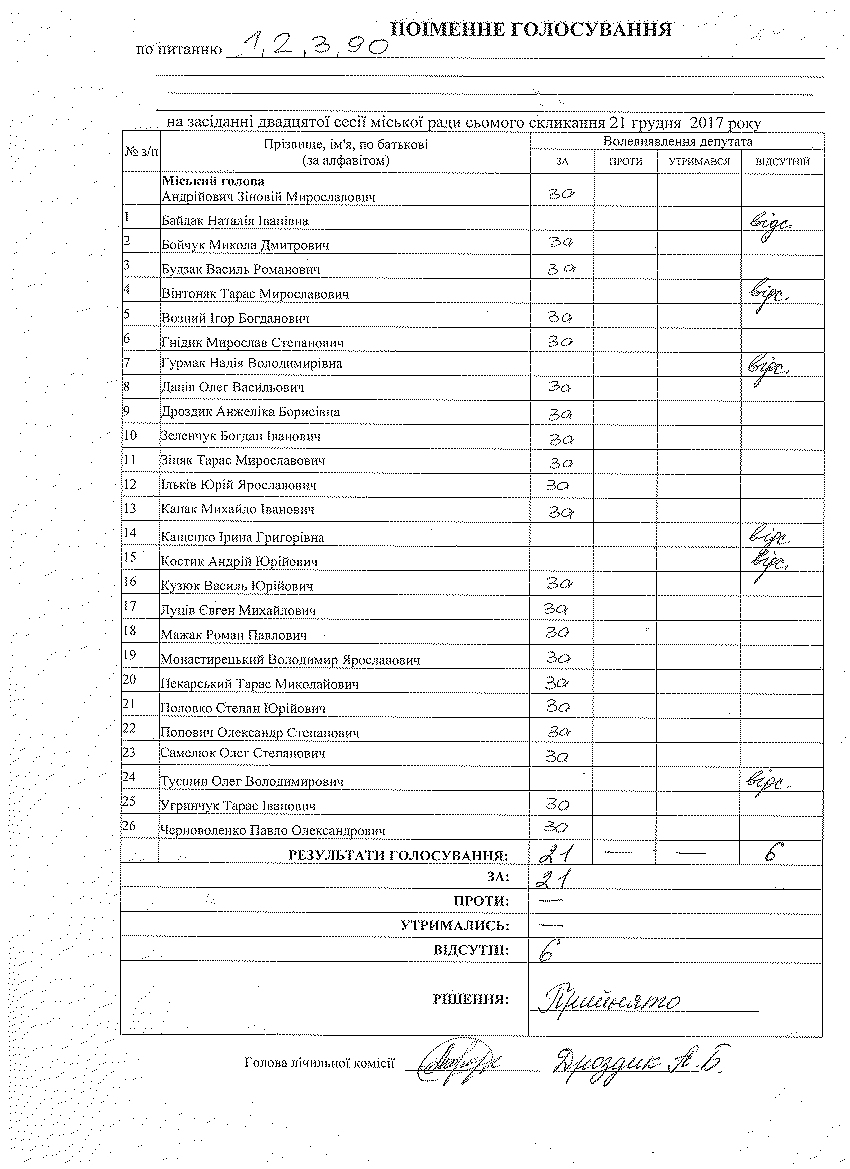 ПОІМЕННЕ ГОЛОСУВАННЯ
по питанню 1, 2, 3, 90
на засіданні двадцятої сесії міської ради сьомого скликання 21 грудня 2017 року
№ з/п Прізвище, ім'я, по батькові (за алфавітом) Волевиявлення депутата
ЗА ПРОТИ УТРИМАВСЯ ВІДСУТНІЙ
Міський голова
Андрійович Зіновій Мирославович за
1 Байдак Наталія Іванівна відс.
2 Бойчук Микола Дмитрович за
3 Будзак Василь Романович за
4 Вінтоняк Тарас Мирославович відс.
5 Возний Ігор Богданович за
6 Гнідик Мирослав Степанович за
7 Гурмак Надія Володимирівна відс.
8 Данів Олег Васильович за
9 Дроздик Анжеліка Борисівна за
10 Зеленчук Богдан Іванович за
11 Зіняк Тарас Мирославович за
12 Ільків Юрій Ярославович за
13 Капак Михайло Іванович за
14 Кащенко Ірина Григорівна відс.
15 Костик Андрій Юрійович відс.
16 Кузюк Василь Юрійович за
17 Луців Євген Михайлович за
18 Мажак Роман Павлович за
19 Монастирецький Володимир Ярославович за
20 Пекарський Тарас Миколайович за
21 Половко Степан Юрійович за
22 Попович Олександр Степанович за
23 Самелюк Олег Степанович за
24 Олег Володимирович відс.
25 Угринчук Тарас Іванович за
26 Черноволенко Павло Олександрович за
РЕЗУЛЬТАТИ ГОЛОСУВАННЯ: 21 — — 6
ЗА: 21
ПРОТИ: —
УТРИМАЛИСЬ: —
ВІДСУТНІ: 6
РІШЕННЯ: Прийнято
Голова лічильної комісії Дроздик А. Б.